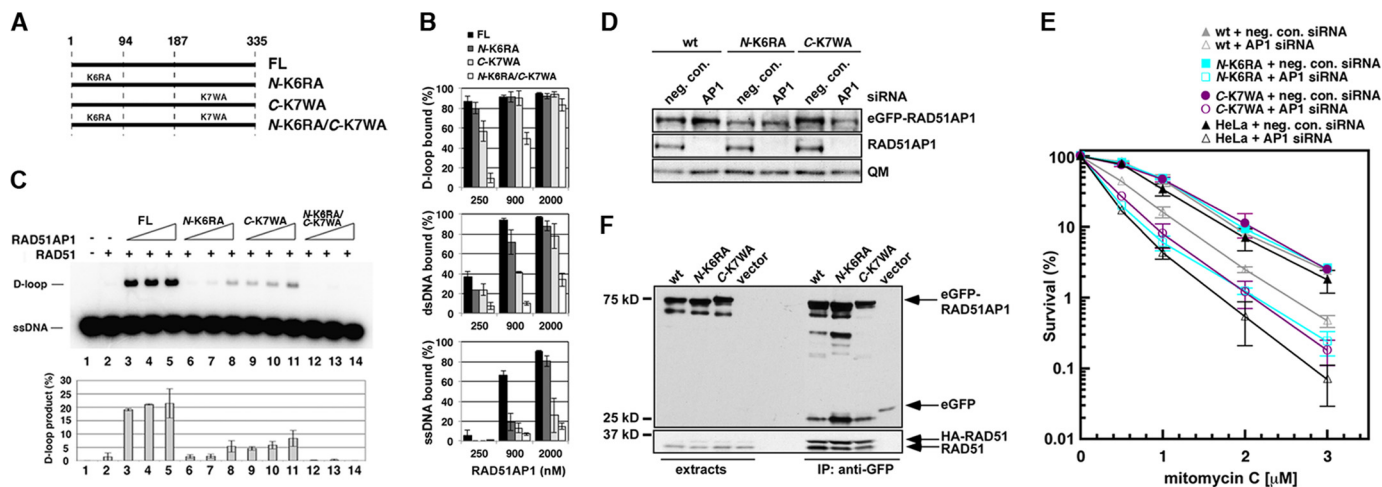 A
1 94 187 335
FL
K6RA N-K6RA
K7WA C-K7WA
K6RA K7WA N-K6RA/C-K7WA
B
FL
N-K6RA
C-K7WA
N-K6RA/C-K7WA
D-loop bound (%)
100
80
60
40
20
0
250 900 2000
dsDNA bound (%)
100
80
60
40
20
0
250 900 2000
ssDNA bound (%)
100
80
60
40
20
0
250 900 2000
RAD51AP1 (nM)
C
FL N-K6RA C-K7WA N-K6RA/
C-K7WA
RAD51AP1 - -
RAD51 - + + + + + + + + + + + + +
D-loop
ssDNA
1 2 3 4 5 6 7 8 9 10 11 12 13 14
D-loop product (%)
30
25
20
15
10
5
0
1 2 3 4 5 6 7 8 9 10 11 12 13 14
D
wt N-K6RA C-K7WA
neg. con. AP1 neg. con. AP1 neg. con. AP1
siRNA
eGFP-RAD51AP1
RAD51AP1
QM
E
wt + neg. con. siRNA
wt + AP1 siRNA
N-K6RA + neg. con. siRNA
N-K6RA + AP1 siRNA
C-K7WA + neg. con. siRNA
C-K7WA + AP1 siRNA
HeLa + neg. con. siRNA
HeLa + AP1 siRNA
Survival (%)
100
10
1
0.1
0.01
0 1 2 3
mitomycin C [μM]
F
wt N-K6RA C-K7WA vector wt N-K6RA C-K7WA vector
75 kD
eGFP-
RAD51AP1
eGFP
25 kD
37 kD
HA-RAD51
RAD51
extracts IP: anti-GFP